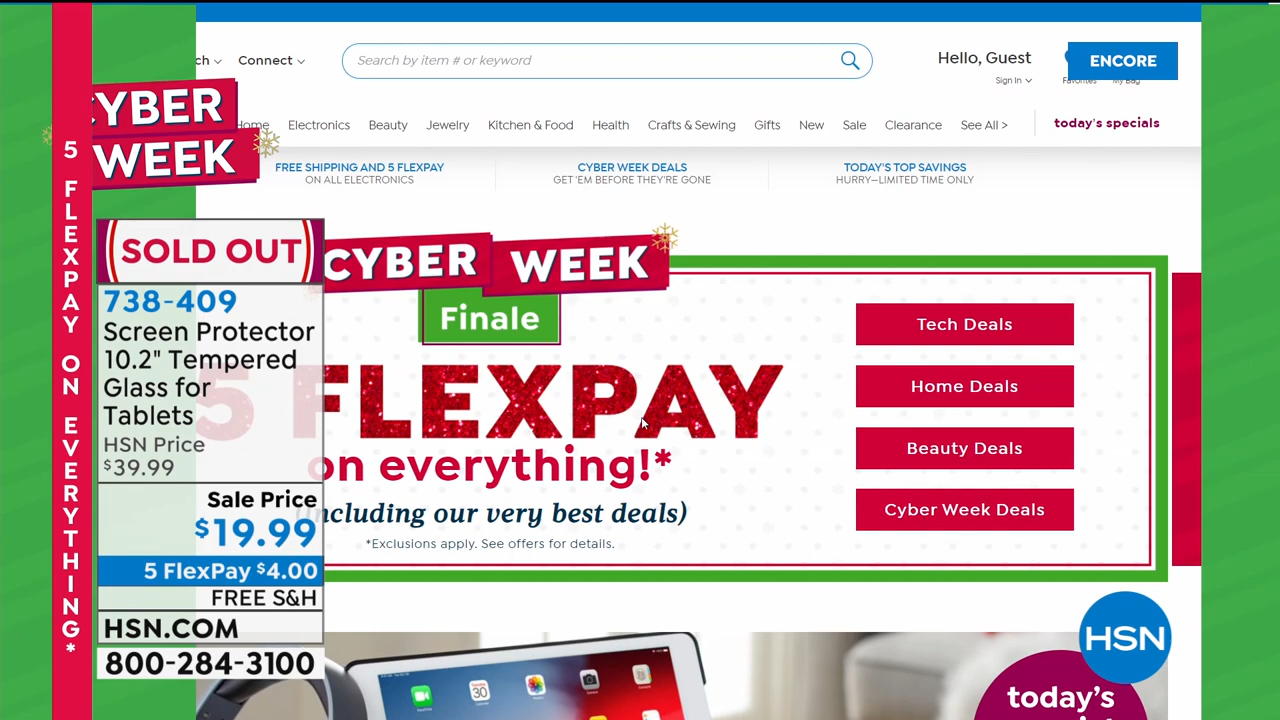 5 FLEXPAY ON EVERYTHING*
CYBER
WEEK
SOLD OUT
738-409
Screen Protector
10.2" Tempered
Glass for
Tablets
HSN Price
$39.99
Sale Price
$19.99
5 FlexPay $4.00
FREE S&H
HSN.COM
800-284-3100
ch
Connect
Search by item # or keyword
Hello, Guest
Sign In
Favorites
My Bag
ENCORE
Home
Electronics
Beauty
Jewelry
Kitchen & Food
Health
Crafts & Sewing
Gifts
New
Sale
Clearance
See All >
today's specials
FREE SHIPPING AND 5 FLEXPAY
ON ALL ELECTRONICS
CYBER WEEK DEALS
GET 'EM BEFORE THEY'RE GONE
TODAY'S TOP SAVINGS
HURRY—LIMITED TIME ONLY
CYBER WEEK
Finale
5 FLEXPAY
on everything!*
(including our very best deals)
*Exclusions apply. See offers for details.
Tech Deals
Home Deals
Beauty Deals
Cyber Week Deals
30
HSN
today's